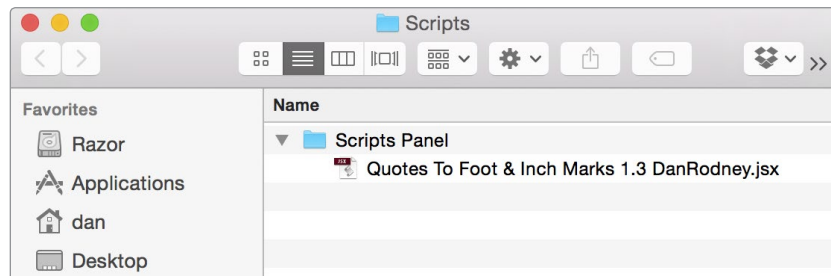 Scripts
Favorites
Razor
Applications
dan
Desktop
Name
Scripts Panel
Quotes To Foot & Inch Marks 1.3 DanRodney.jsx